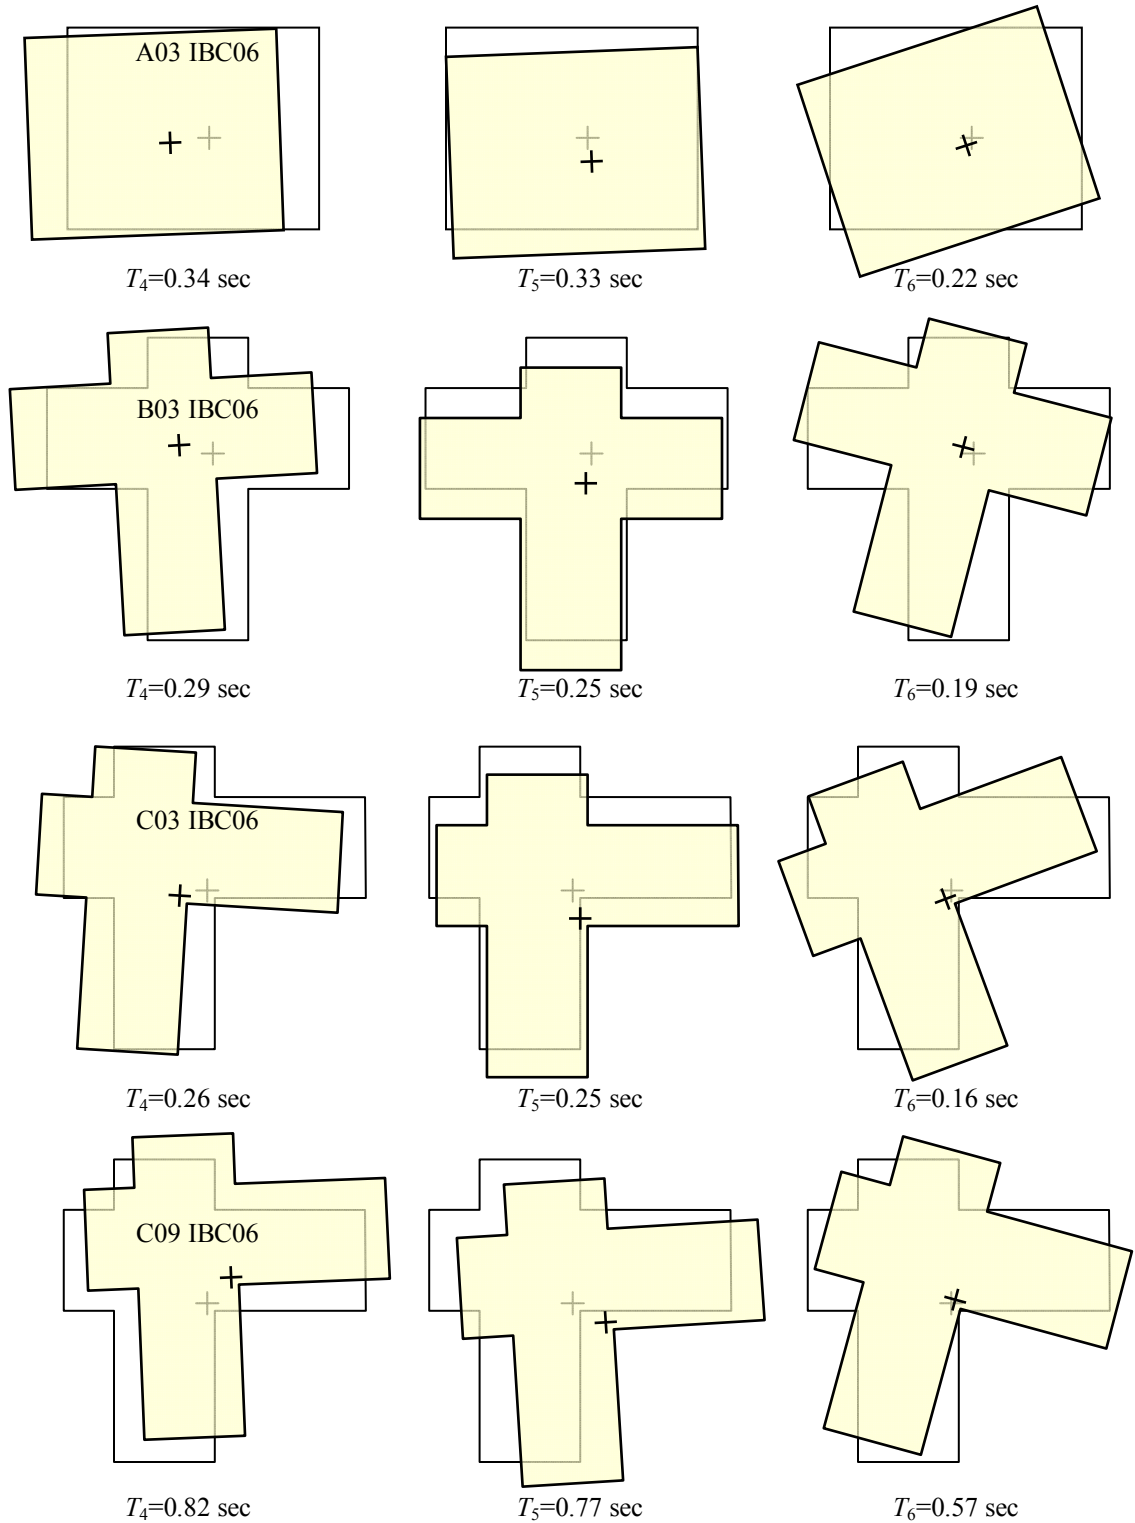 A03 IBC06
T4=0.34 sec T5=0.33 sec T6=0.22 sec
B03 IBC06
T4=0.29 sec T5=0.25 sec T6=0.19 sec
C03 IBC06
T4=0.26 sec T5=0.25 sec T6=0.16 sec
C09 IBC06
T4=0.82 sec T5=0.77 sec T6=0.57 sec